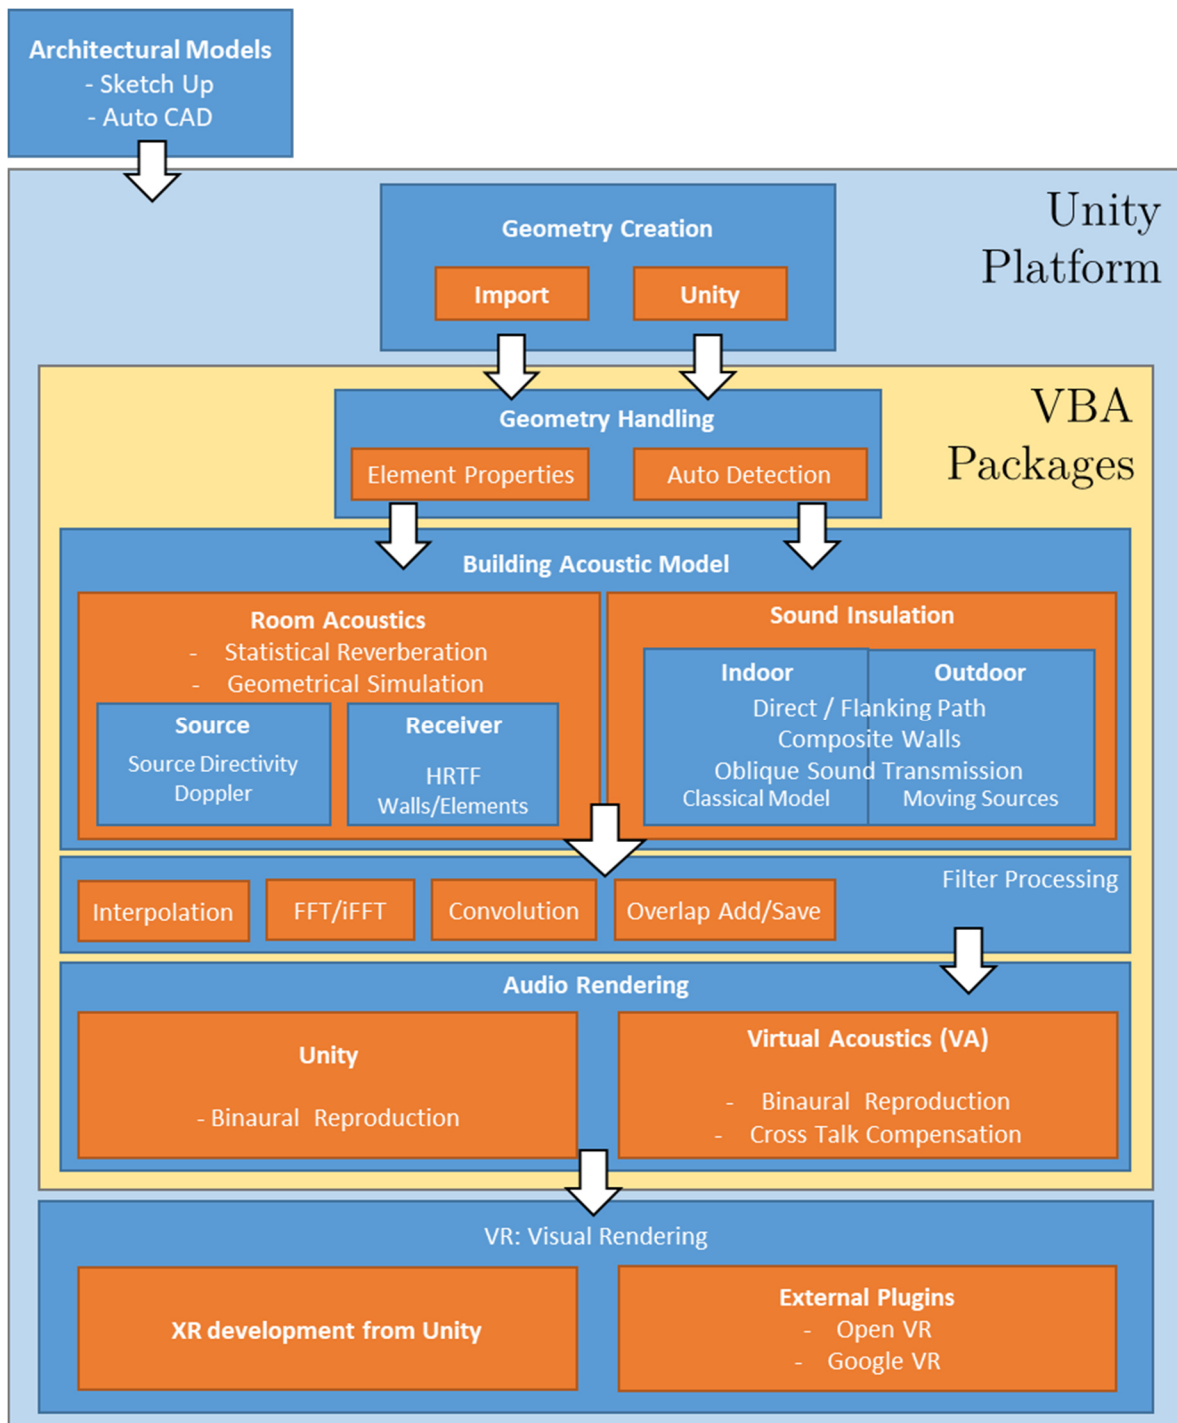 Architectural Models
- Sketch Up
- Auto CAD
Unity
Platform
Geometry Creation
Import
Unity
VBA
Packages
Geometry Handling
Element Properties
Auto Detection
Building Acoustic Model
Room Acoustics
- Statistical Reverberation
- Geometrical Simulation
Source
Source Directivity
Doppler
Receiver
HRTF
Walls/Elements
Sound Insulation
Indoor
Outdoor
Direct / Flanking Path
Composite Walls
Oblique Sound Transmission
Classical Model
Moving Sources
Filter Processing
Interpolation
FFT/iFFT
Convolution
Overlap Add/Save
Audio Rendering
Unity
- Binaural Reproduction
Virtual Acoustics (VA)
- Binaural Reproduction
- Cross Talk Compensation
VR: Visual Rendering
XR development from Unity
External Plugins
- Open VR
- Google VR